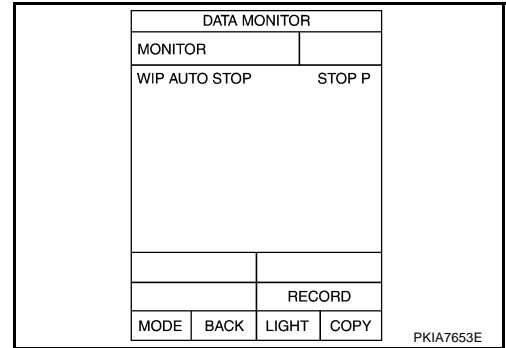 DATA MONITOR
MONITOR
WIP AUTO STOP STOP P
RECORD
MODE BACK LIGHT COPY
PKIA7653E